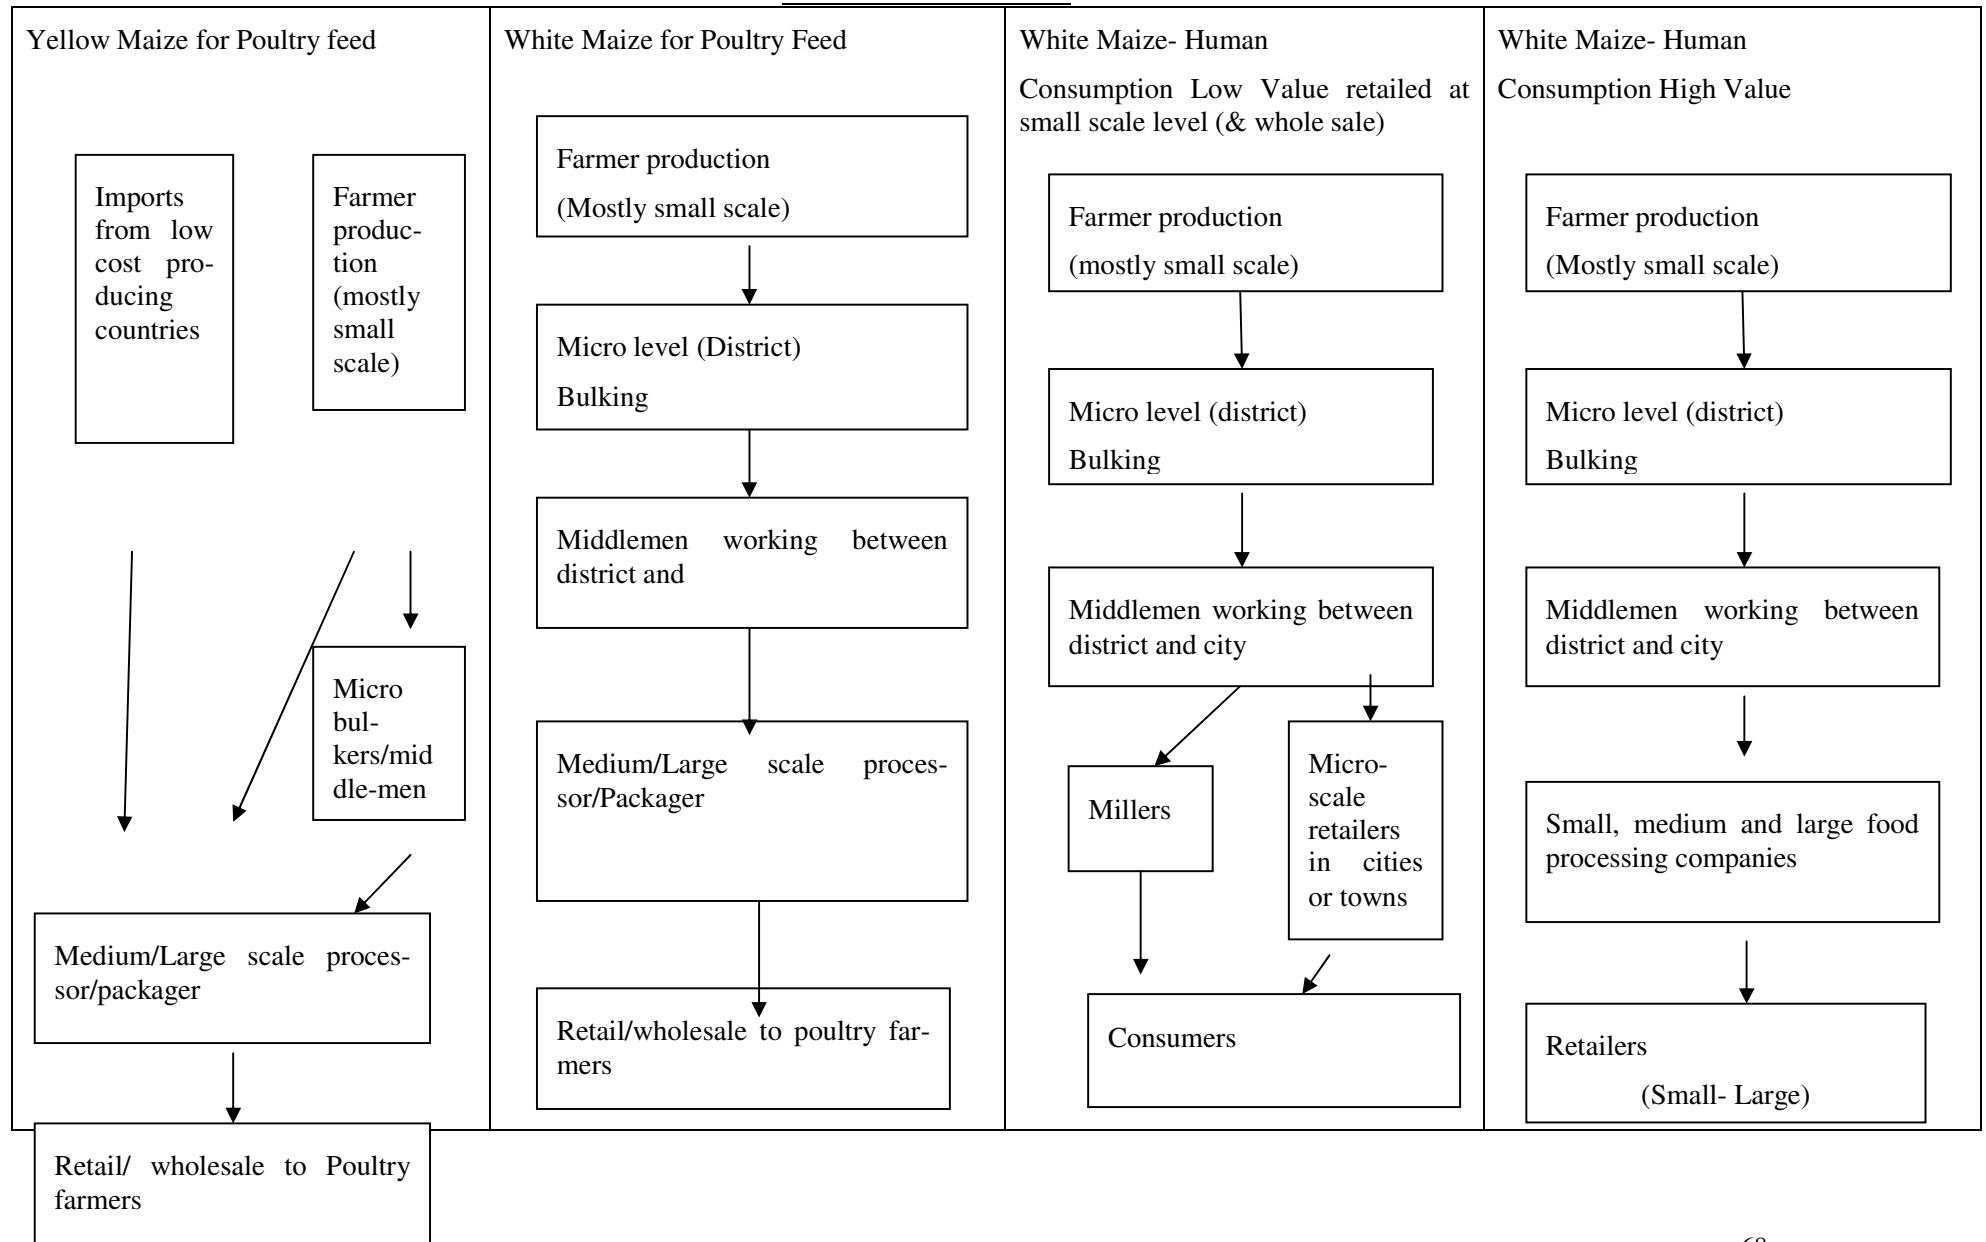 Yellow Maize for Poultry feed
Imports
from low
cost pro-
ducing
countries
Farmer
produc-
tion
(mostly
small
scale)
Micro
bul-
kers/mid
dle-men
Medium/Large scale proces-
sor/packager
Retail/ wholesale to Poultry
farmers
White Maize for Poultry Feed
Farmer production
(Mostly small scale)
Micro level (District)
Bulking
Middlemen working between
district and
Medium/Large scale proces-
sor/Packager
Retail/wholesale to poultry far-
mers
White Maize- Human
Consumption Low Value retailed at
small scale level (& whole sale)
Farmer production
(mostly small scale)
Micro level (district)
Bulking
Middlemen working between
district and city
Millers
Micro-
scale
retailers
in cities
or towns
Consumers
White Maize- Human
Consumption High Value
Farmer production
(Mostly small scale)
Micro level (district)
Bulking
Middlemen working between
district and city
Small, medium and large food
processing companies
Retailers
(Small- Large)